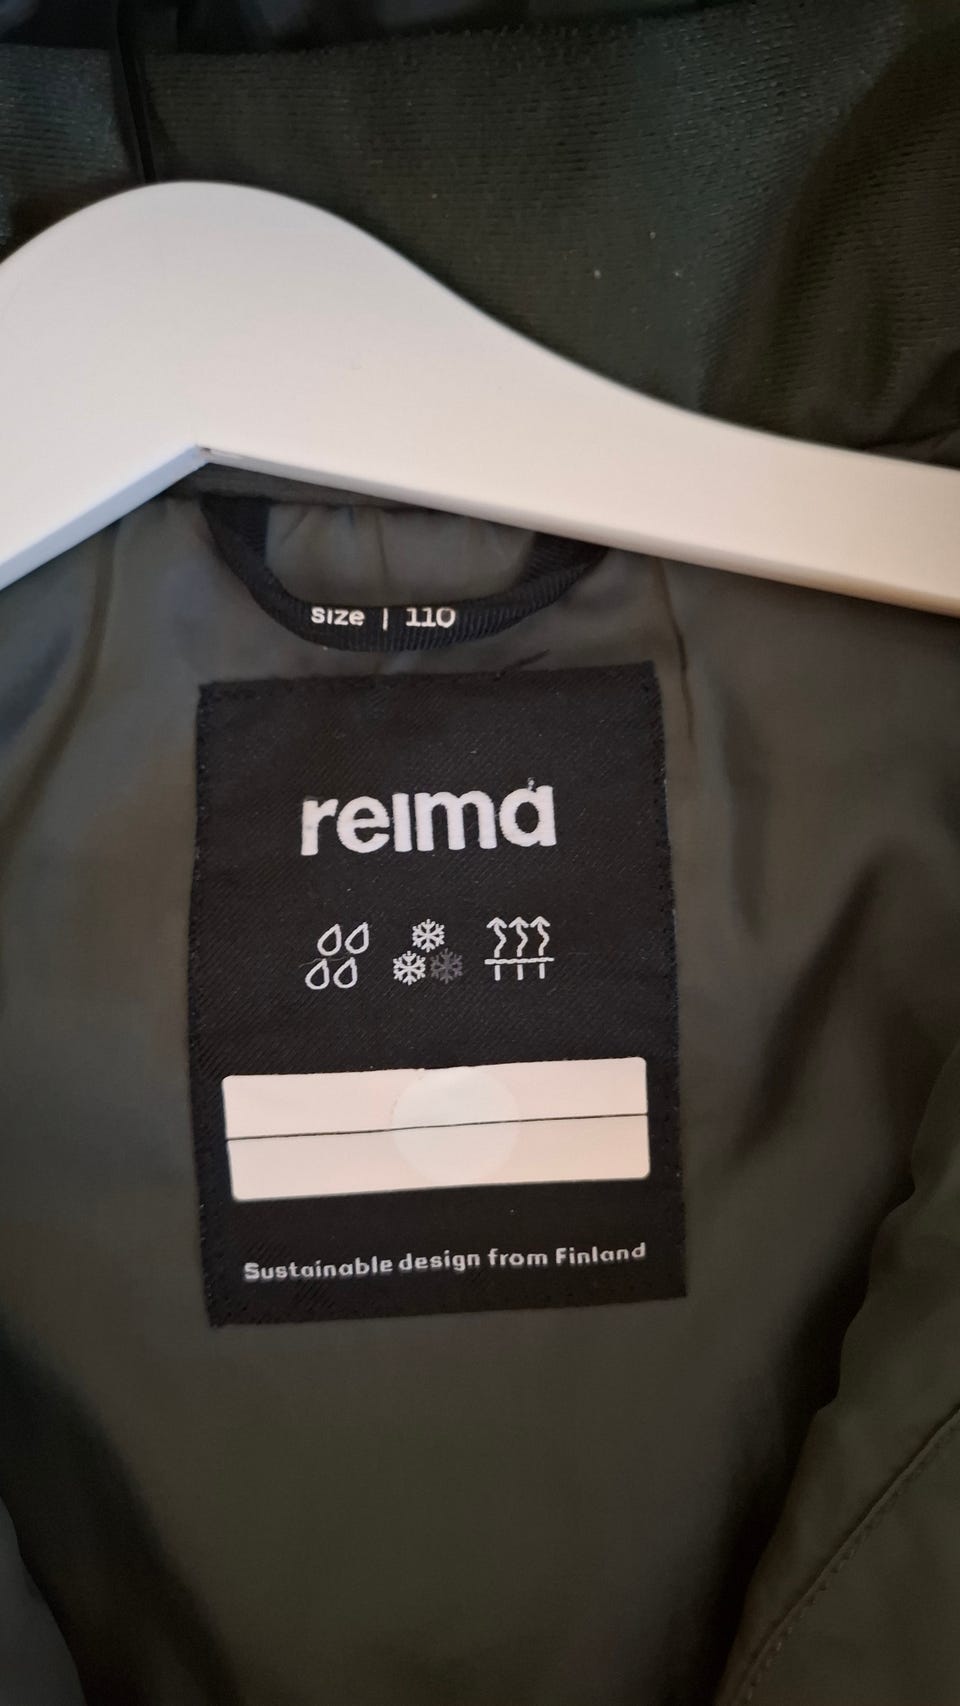 Size | 110
reima
Sustainable design from Finland